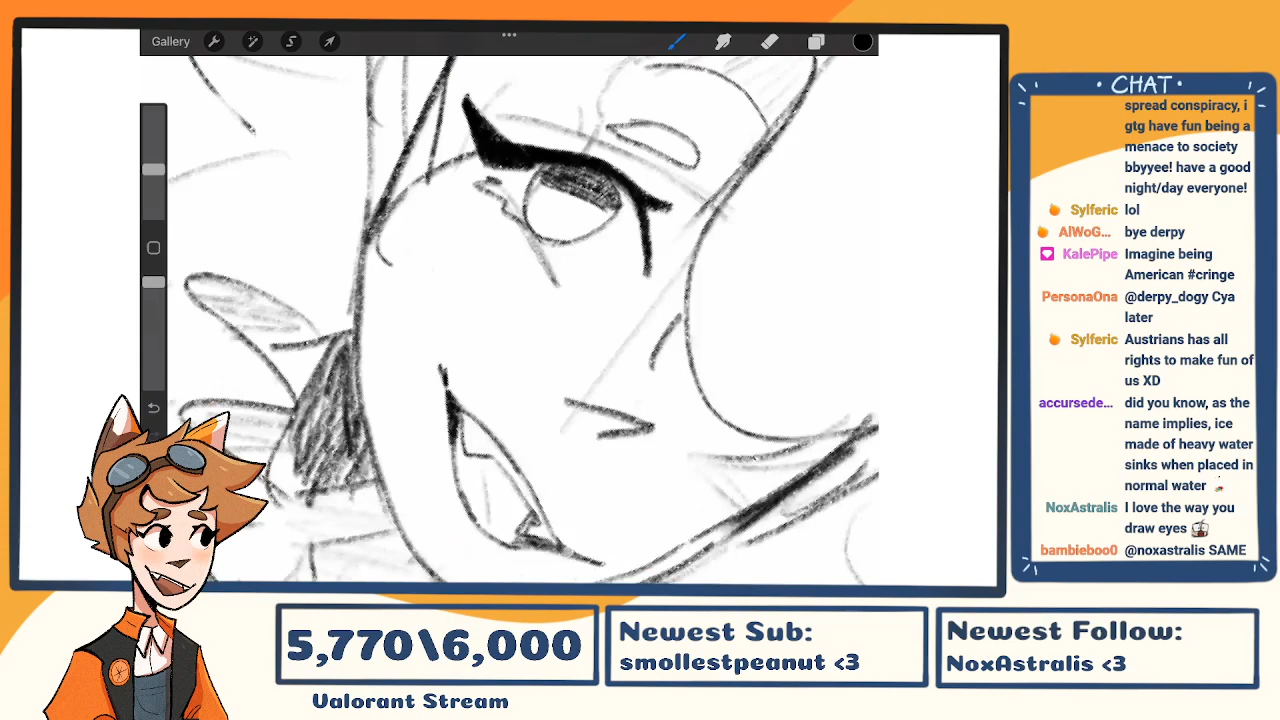 Gallery
• CHAT •
spread conspiracy, i
gtg have fun being a
menace to society
bbyyee! have a good
night/day everyone!
Sylferic lol
AlWoG... bye derpy
KalePipe Imagine being
American #cringe
PersonaOna @derpy_dogy Cya
later
Sylferic Austrians has all
rights to make fun of
us XD
accursede... did you know, as the
name implies, ice
made of heavy water
sinks when placed in
normal water
NoxAstralis I love the way you
draw eyes
bambieboo0 @noxastralis SAME
5,770\6,000
Valorant Stream
Newest Sub:
smollestpeanut <3
Newest Follow:
NoxAstralis <3